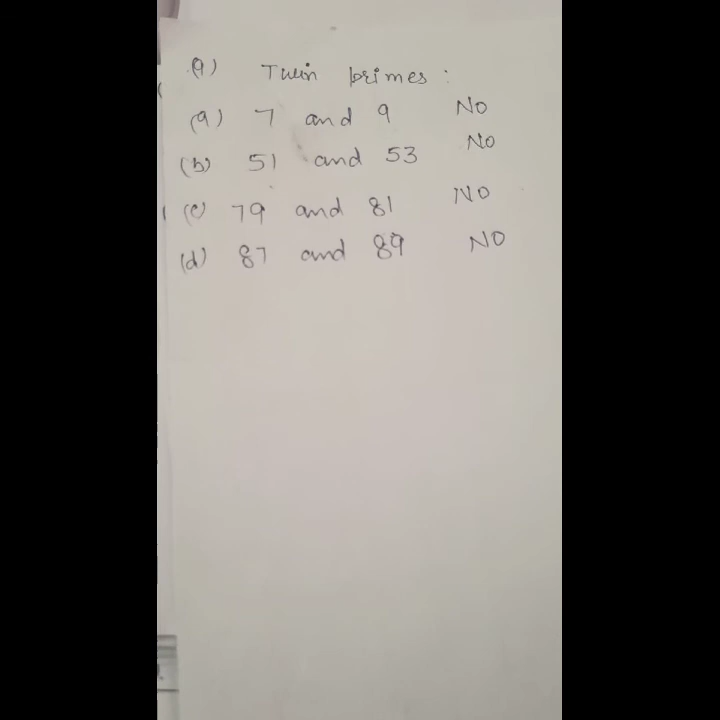 Q) Twin primes :
(a) 7 and 9 NO
(b) 51 and 53 NO
(c) 79 and 81 NO
(d) 87 and 89 NO